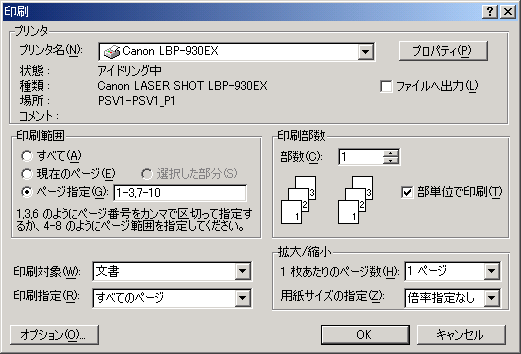 印刷
プリンタ
プリンタ名(N): Canon LBP-930EX プロパティ(P)
状態： アイドリング中
種類： Canon LASER SHOT LBP-930EX ファイルへ出力(L)
場所： PSV1-PSV1_P1
コメント：
印刷範囲
すべて(A)
現在のページ(E) 選択した部分(S)
ページ指定(G): 1-3,7-10
1,3,6 のようにページ番号をカンマで区切って指定するか、4-8 のようにページ範囲を指定してください。
印刷部数
部数(C): 1
1 2 3 1 2 3 部単位で印刷(T)
印刷対象(W): 文書
印刷指定(R): すべてのページ
拡大/縮小
1 枚あたりのページ数(H): 1 ページ
用紙サイズの指定(Z): 倍率指定なし
オプション(O)... OK キャンセル